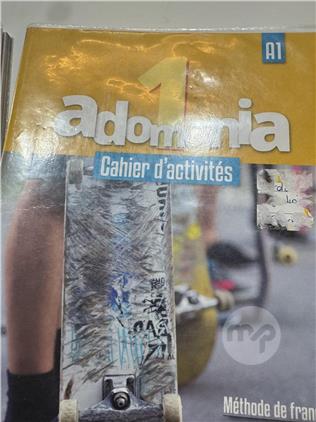 A1
1
adomania
Cahier d'activités
Méthode de fran